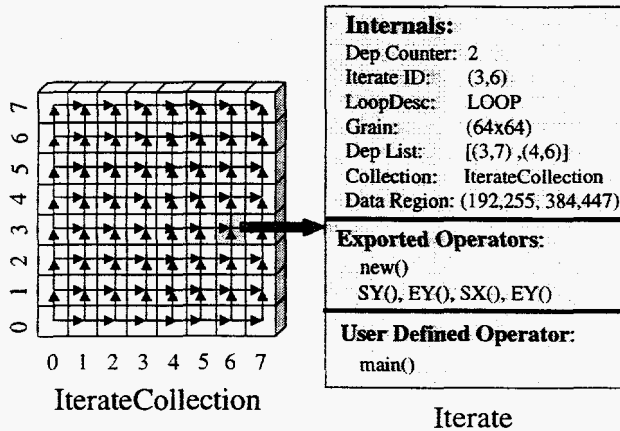 7
6
5
4
3
2
1
0
0 1 2 3 4 5 6 7
IterateCollection
Internals:
Dep Counter: 2
Iterate ID: (3,6)
LoopDesc: LOOP
Grain: (64x64)
Dep List: [(3,7) ,(4,6)]
Collection: IterateCollection
Data Region: (192,255, 384,447)
Exported Operators:
new()
SY(), EY(), SX(), EY()
User Defined Operator:
main()
Iterate